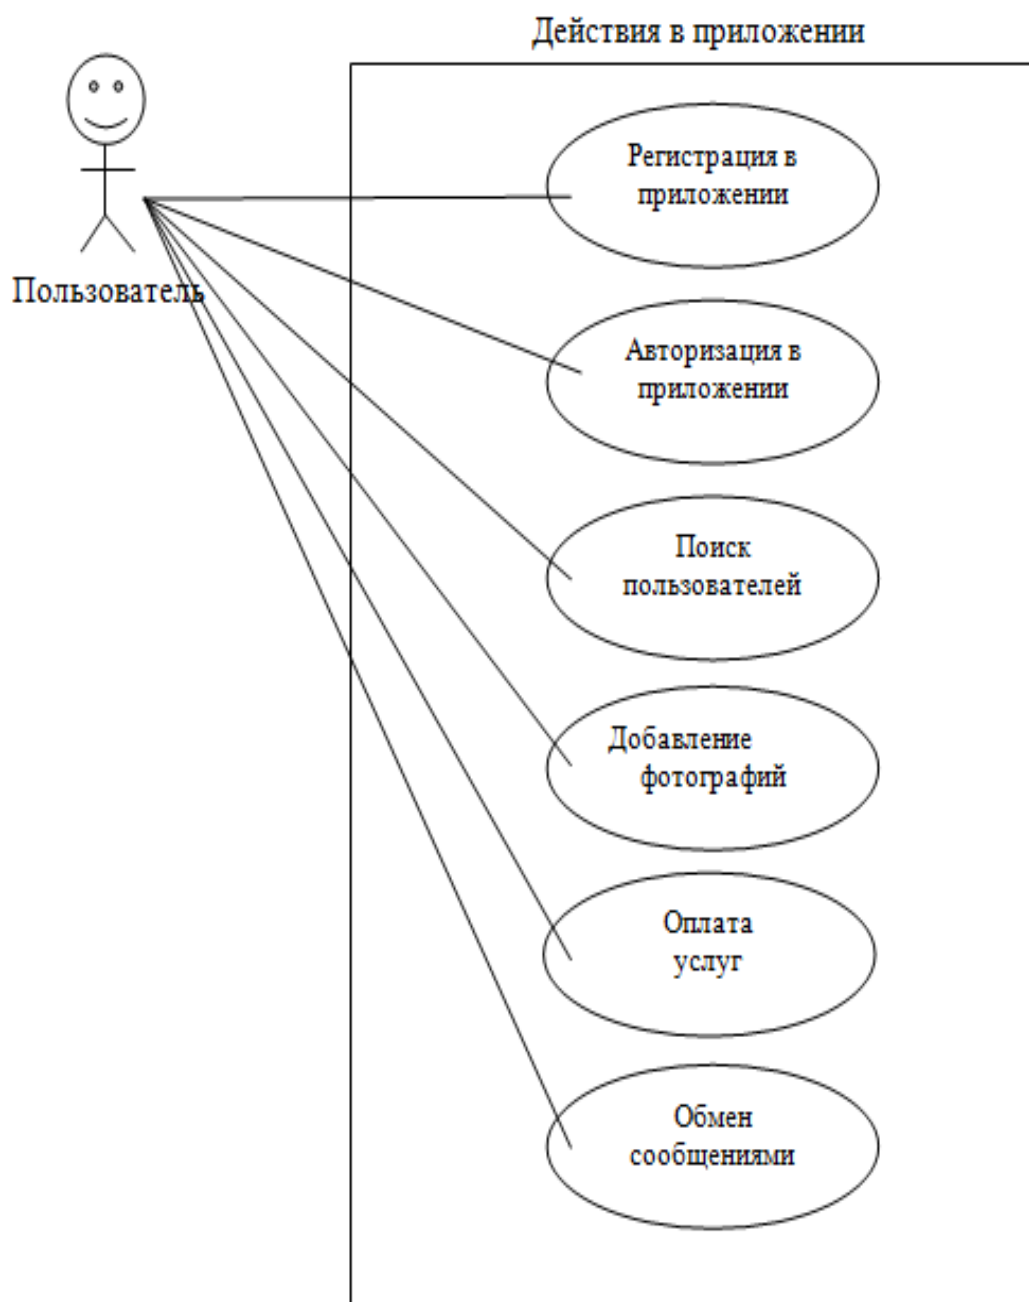 Действия в приложении
Регистрация в
приложении
Пользователь
Авторизация в
приложении
Поиск
пользователей
Добавление
фотографий
Оплата
услуг
Обмен
сообщениями